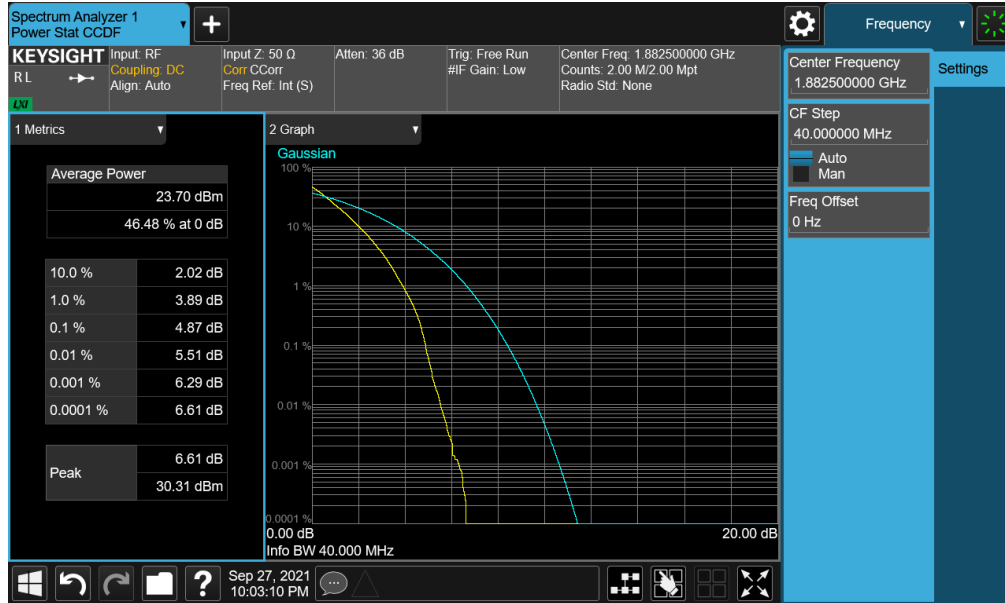 Spectrum Analyzer 1
Power Stat CCDF
Frequency
KEYSIGHT
R L
LXI
Input: RF
Coupling: DC
Align: Auto
Input Z: 50 Ω
Corr CCorr
Freq Ref: Int (S)
Atten: 36 dB
Trig: Free Run
#IF Gain: Low
Center Freq: 1.882500000 GHz
Counts: 2.00 M/2.00 Mpt
Radio Std: None
Center Frequency
1.882500000 GHz
Settings
CF Step
40.000000 MHz
Auto
Man
Freq Offset
0 Hz
1 Metrics
Average Power
23.70 dBm
46.48 % at 0 dB
10.0 % 2.02 dB
1.0 % 3.89 dB
0.1 % 4.87 dB
0.01 % 5.51 dB
0.001 % 6.29 dB
0.0001 % 6.61 dB
Peak 6.61 dB
30.31 dBm
2 Graph
Gaussian
100 %
10 %
1 %
0.1 %
0.01 %
0.001 %
0.0001 %
0.00 dB 20.00 dB
Info BW 40.000 MHz
?
Sep 27, 2021
10:03:10 PM